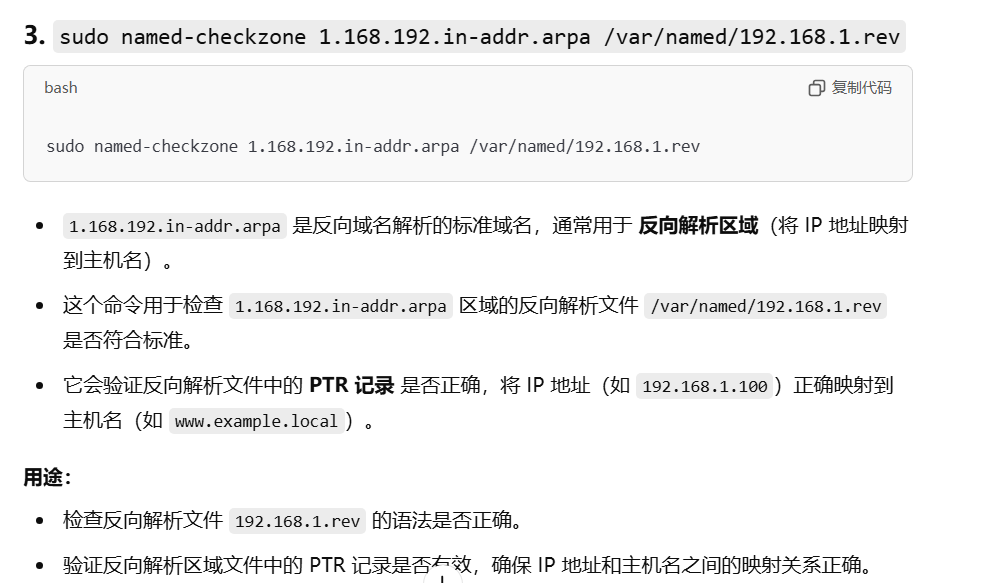 3. sudo named-checkzone 1.168.192.in-addr.arpa /var/named/192.168.1.rev
bash 复制代码
sudo named-checkzone 1.168.192.in-addr.arpa /var/named/192.168.1.rev
• 1.168.192.in-addr.arpa 是反向域名解析的标准域名，通常用于 反向解析区域（将 IP 地址映射
到主机名）。
• 这个命令用于检查 1.168.192.in-addr.arpa 区域的反向解析文件 /var/named/192.168.1.rev
是否符合标准。
• 它会验证反向解析文件中的 PTR 记录 是否正确，将 IP 地址（如 192.168.1.100 ）正确映射到
主机名（如 www.example.local ）。
用途：
• 检查反向解析文件 192.168.1.rev 的语法是否正确。
• 验证反向解析区域文件中的 PTR 记录是否有效，确保 IP 地址和主机名之间的映射关系正确。